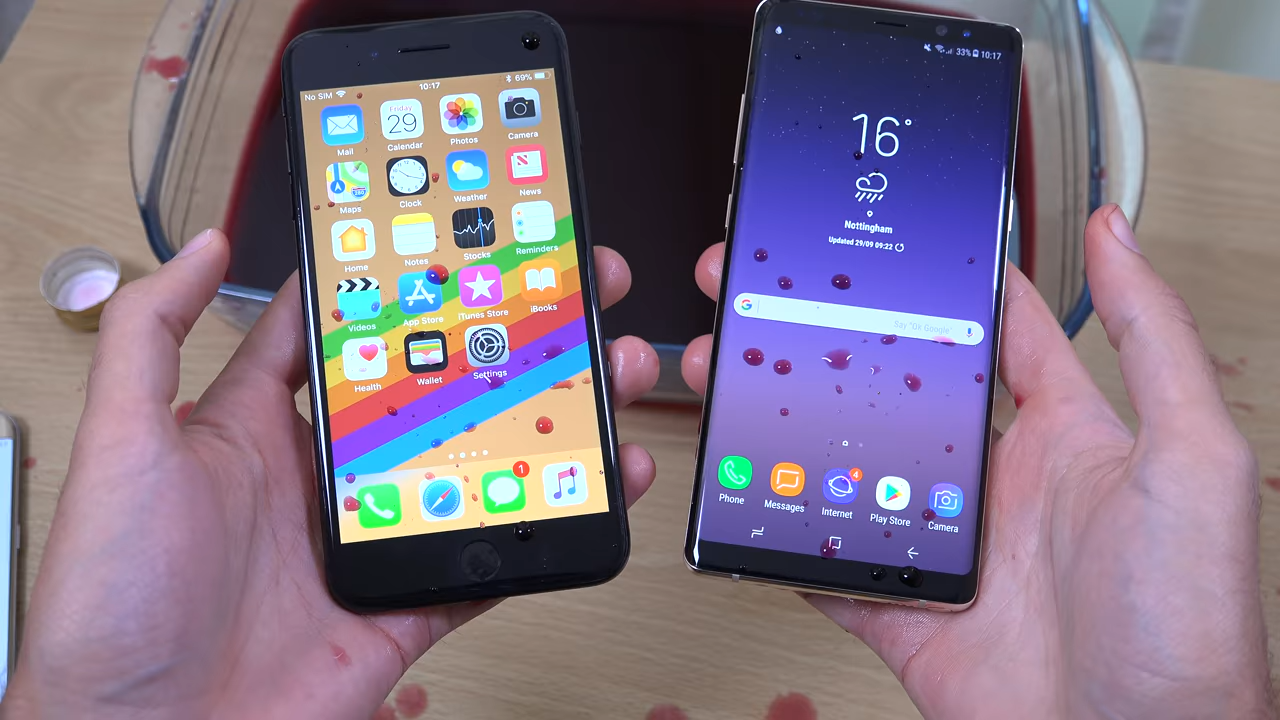 No SIM
10:17
69%
Mail
Friday
29
Calendar
Photos
Camera
Maps
Clock
Weather
News
Home
Notes
Stocks
Reminders
Videos
App Store
iTunes Store
iBooks
Health
Wallet
Settings
1
33% 10:17
16°
Nottingham
Updated 29/09 09:22
G
Say "Ok Google"
4
Phone
Messages
Internet
Play Store
Camera